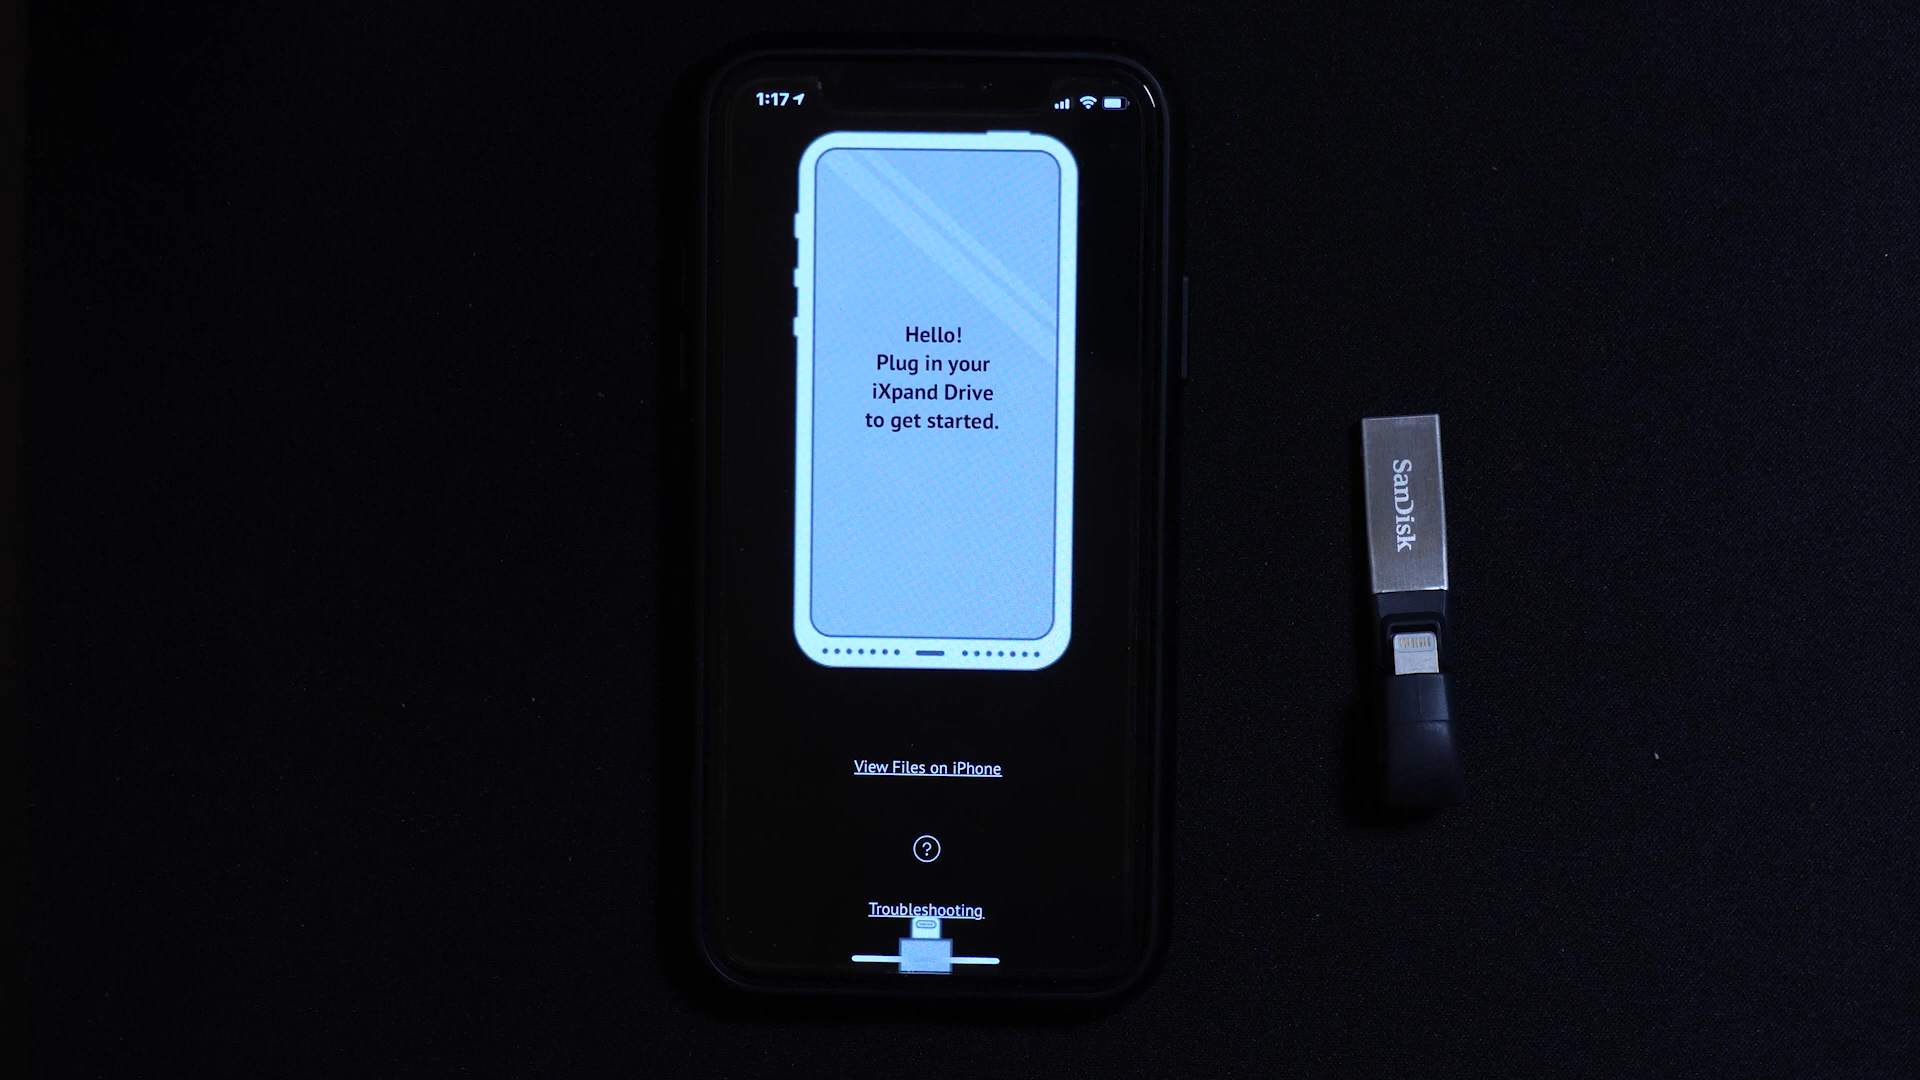 1:17
Hello!
Plug in your
iXpand Drive
to get started.
View Files on iPhone
?
Troubleshooting
SanDisk